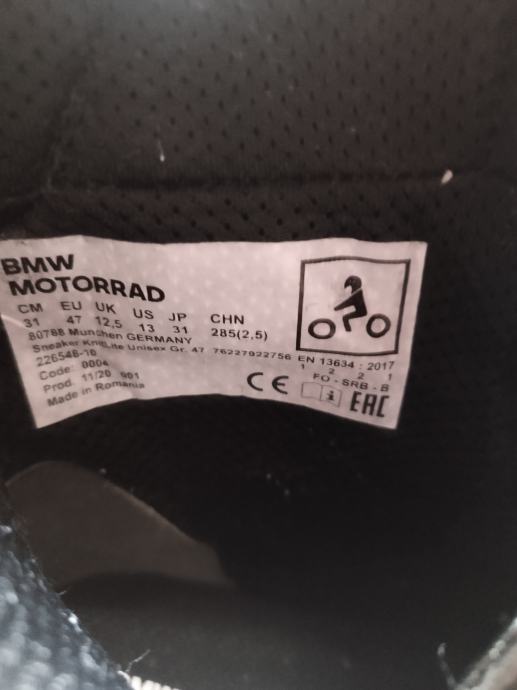 BMW
MOTORRAD
CM EU UK US JP CHN
31 47 12,5 13 31 285(2,5)
80788 Munchen GERMANY
Sneaker KnitLite Unisex Gr. 47 76227922756 EN 13634 : 2017
226548-10 1 2 2 1
Code: 0004 FO - SRB - B
Prod. 11/20 901
Made in Romania
CE EAC